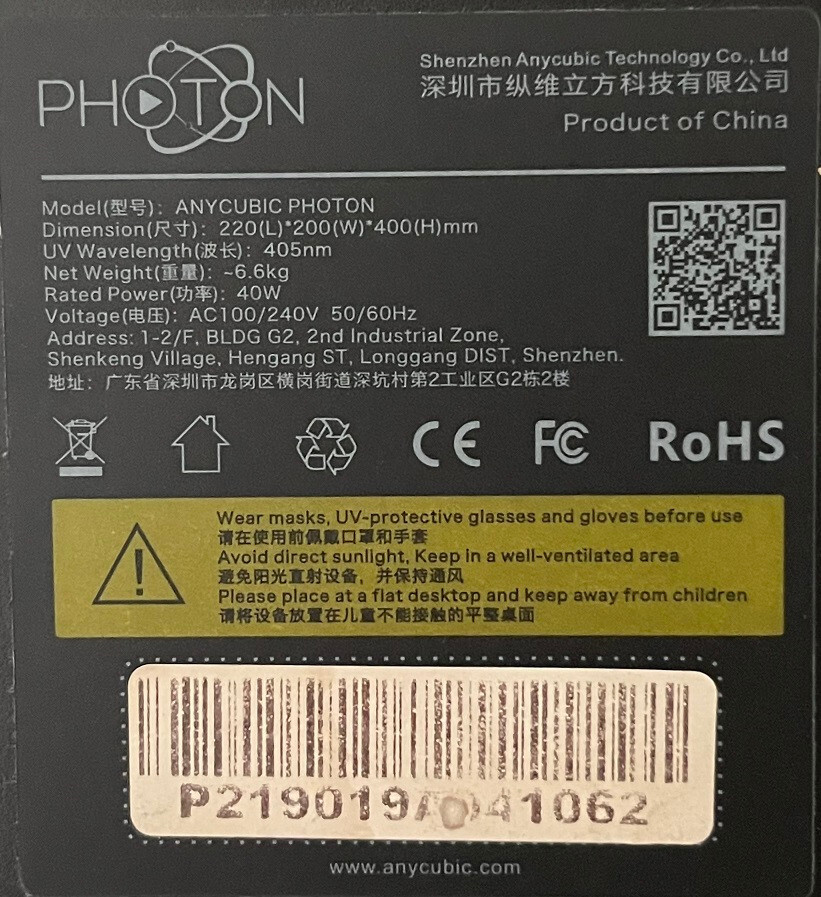 PHOTON
Shenzhen Anycubic Technology Co., Ltd
深圳市纵维立方科技有限公司
Product of China
Model(型号): ANYCUBIC PHOTON
Dimension(尺寸): 220(L)*200(W)*400(H)mm
UV Wavelength(波长): 405nm
Net Weight(重量): ~6.6kg
Rated Power(功率): 40W
Voltage(电压): AC100/240V 50/60Hz
Address: 1-2/F, BLDG G2, 2nd Industrial Zone,
Shenkeng Village, Hengang ST, Longgang DIST, Shenzhen.
地址: 广东省深圳市龙岗区横岗街道深坑村第2工业区G2栋2楼
CE FC RoHS
Wear masks, UV-protective glasses and gloves before use
请在使用前佩戴口罩和手套
Avoid direct sunlight, Keep in a well-ventilated area
避免阳光直射设备，并保持通风
Please place at a flat desktop and keep away from children
请将设备放置在儿童不能接触的平整桌面
www.anycubic.com